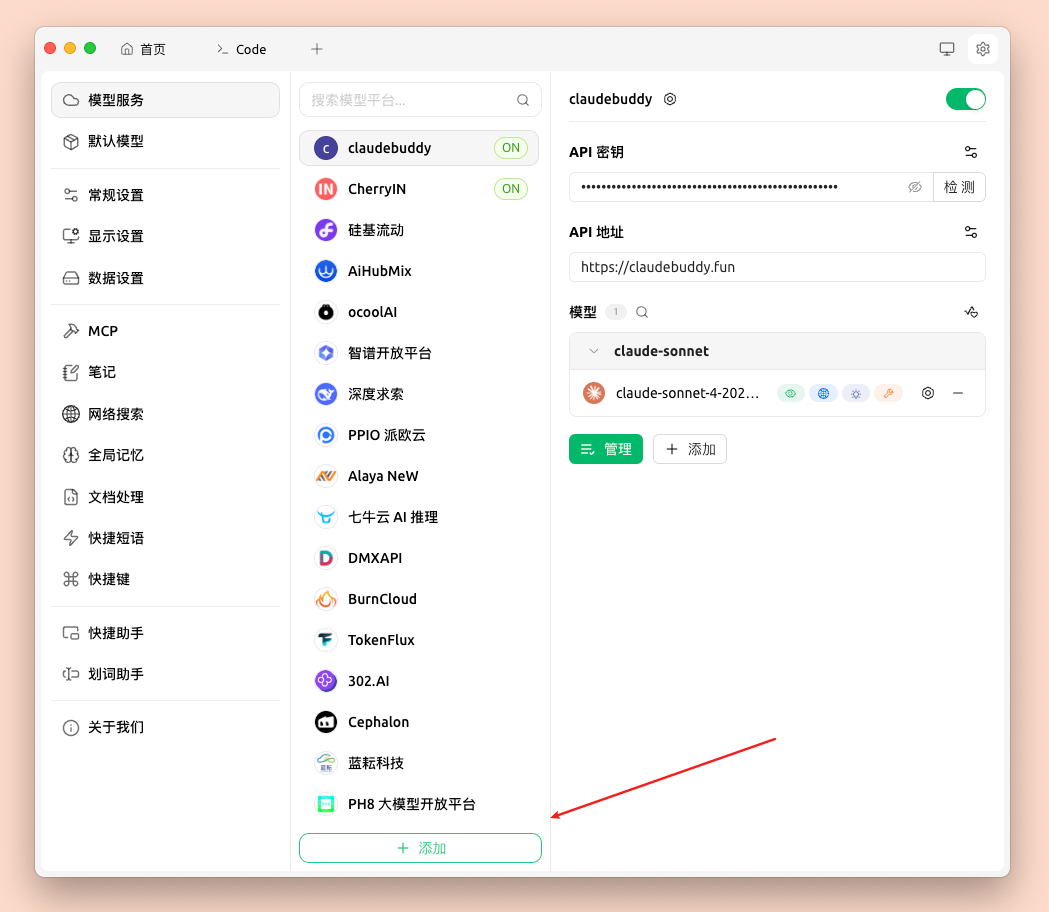 首页
Code
模型服务
默认模型
常规设置
显示设置
数据设置
MCP
笔记
网络搜索
全局记忆
文档处理
快捷短语
快捷键
快捷助手
划词助手
关于我们
搜索模型平台...
c claudebuddy ON
IN CherryIN ON
硅基流动
AiHubMix
ocoolAI
智谱开放平台
深度求索
PPIO 派欧云
Alaya NeW
七牛云 AI 推理
DMXAPI
BurnCloud
TokenFlux
302.AI
Cephalon
蓝耘科技
PH8 大模型开放平台
添加
claudebuddy
API 密钥
检测
API 地址
https://claudebuddy.fun
模型 1
claude-sonnet
claude-sonnet-4-202...
管理
添加